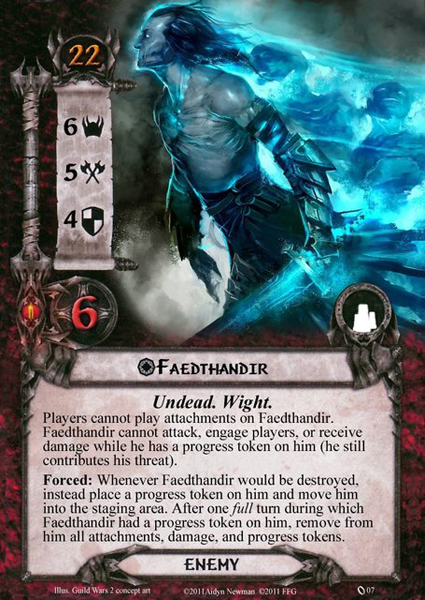 22
6
5
4
6
FAEDTHANDIR
Undead. Wight.
Players cannot play attachments on Faedthandir.
Faedthandir cannot attack, engage players, or receive
damage while he has a progress token on him (he still
contributes his threat).
Forced: Whenever Faedthandir would be destroyed,
instead place a progress token on him and move him
into the staging area. After one full turn during which
Faedthandir had a progress token on him, remove from
him all attachments, damage, and progress tokens.
ENEMY
Illus. Guild Wars 2 concept art ©2011Aidyn Newman ©2011 FFG 07